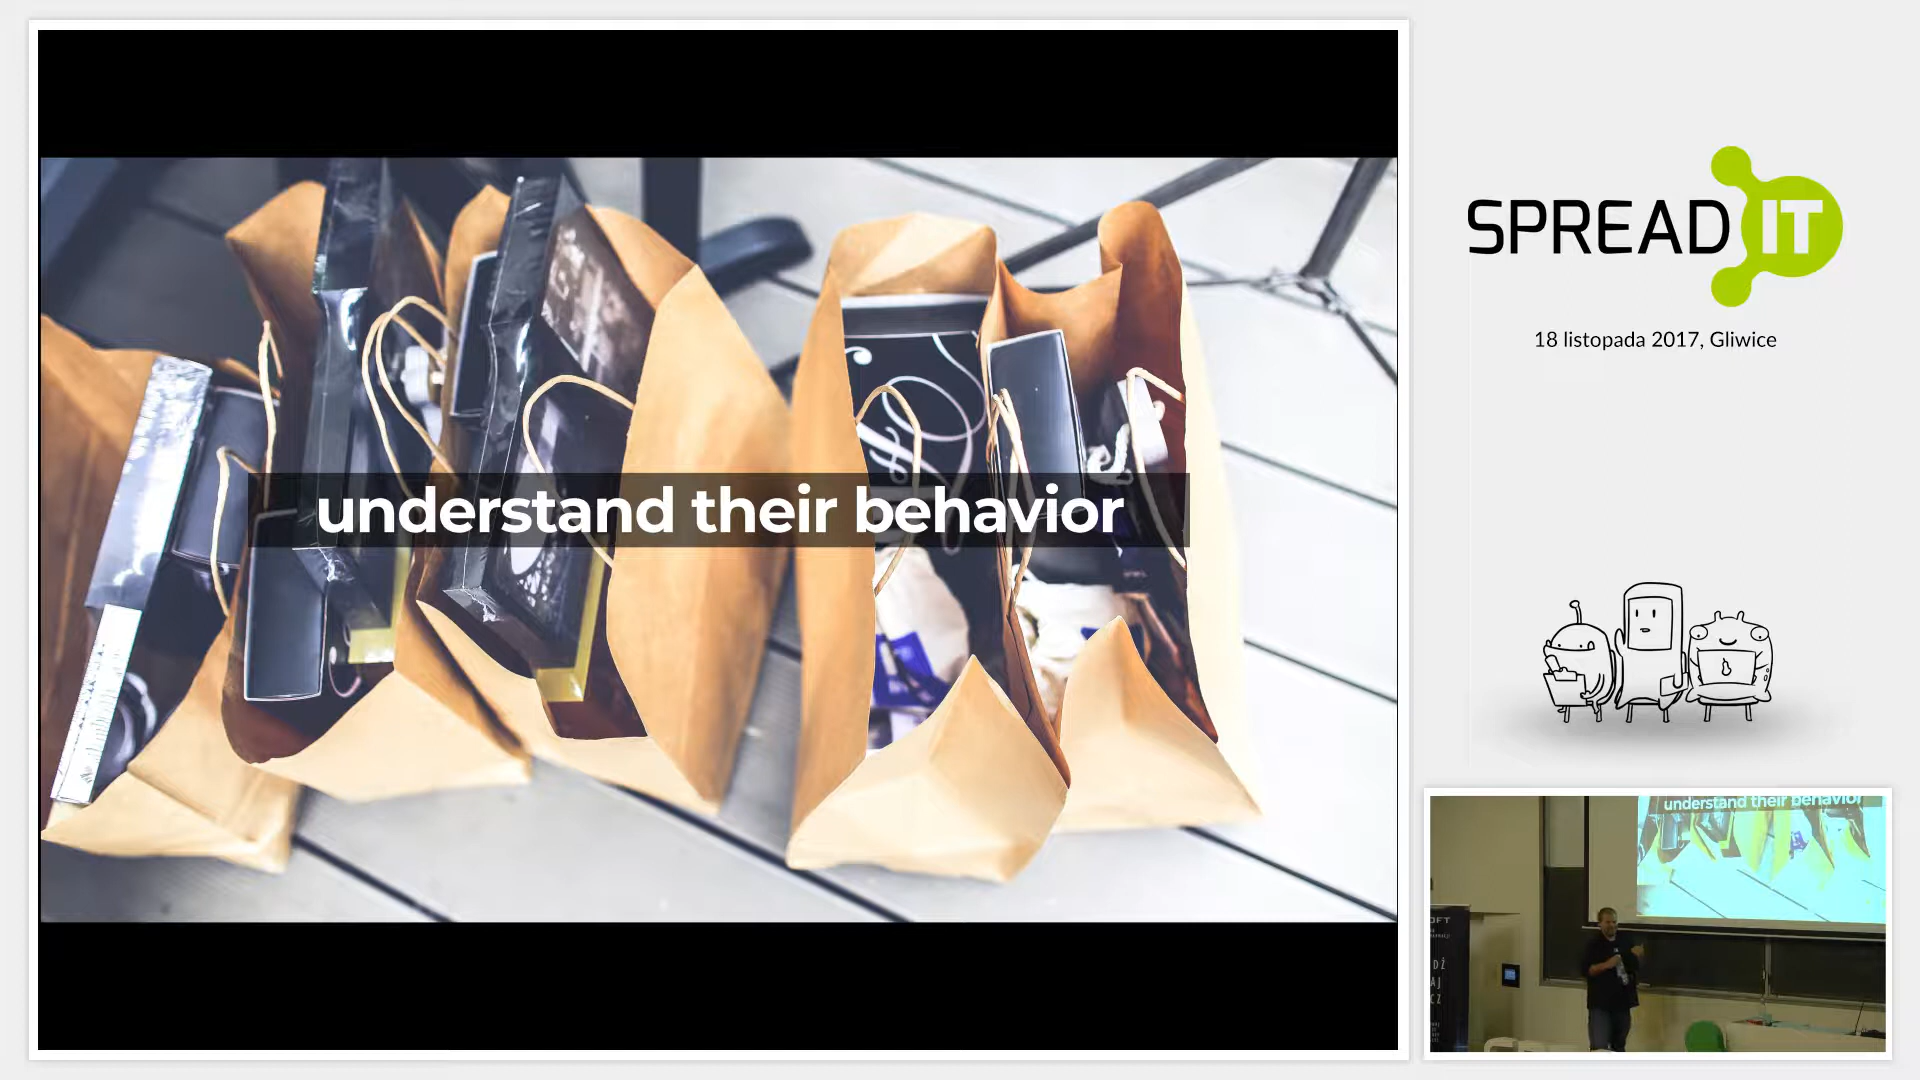 understand their behavior
SPREAD IT
18 listopada 2017, Gliwice
understand their behavior